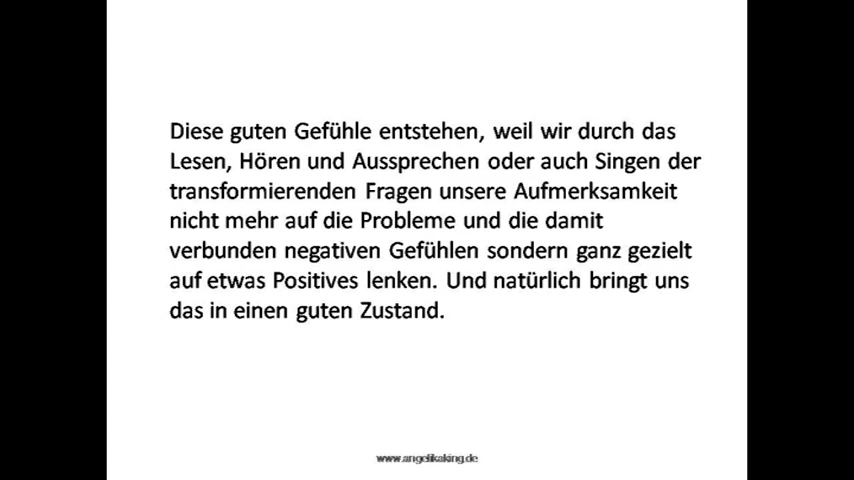 Diese guten Gefühle entstehen, weil wir durch das
Lesen, Hören und Aussprechen oder auch Singen der
transformierenden Fragen unsere Aufmerksamkeit
nicht mehr auf die Probleme und die damit
verbunden negativen Gefühlen sondern ganz gezielt
auf etwas Positives lenken. Und natürlich bringt uns
das in einen guten Zustand.
www.angelikaking.de